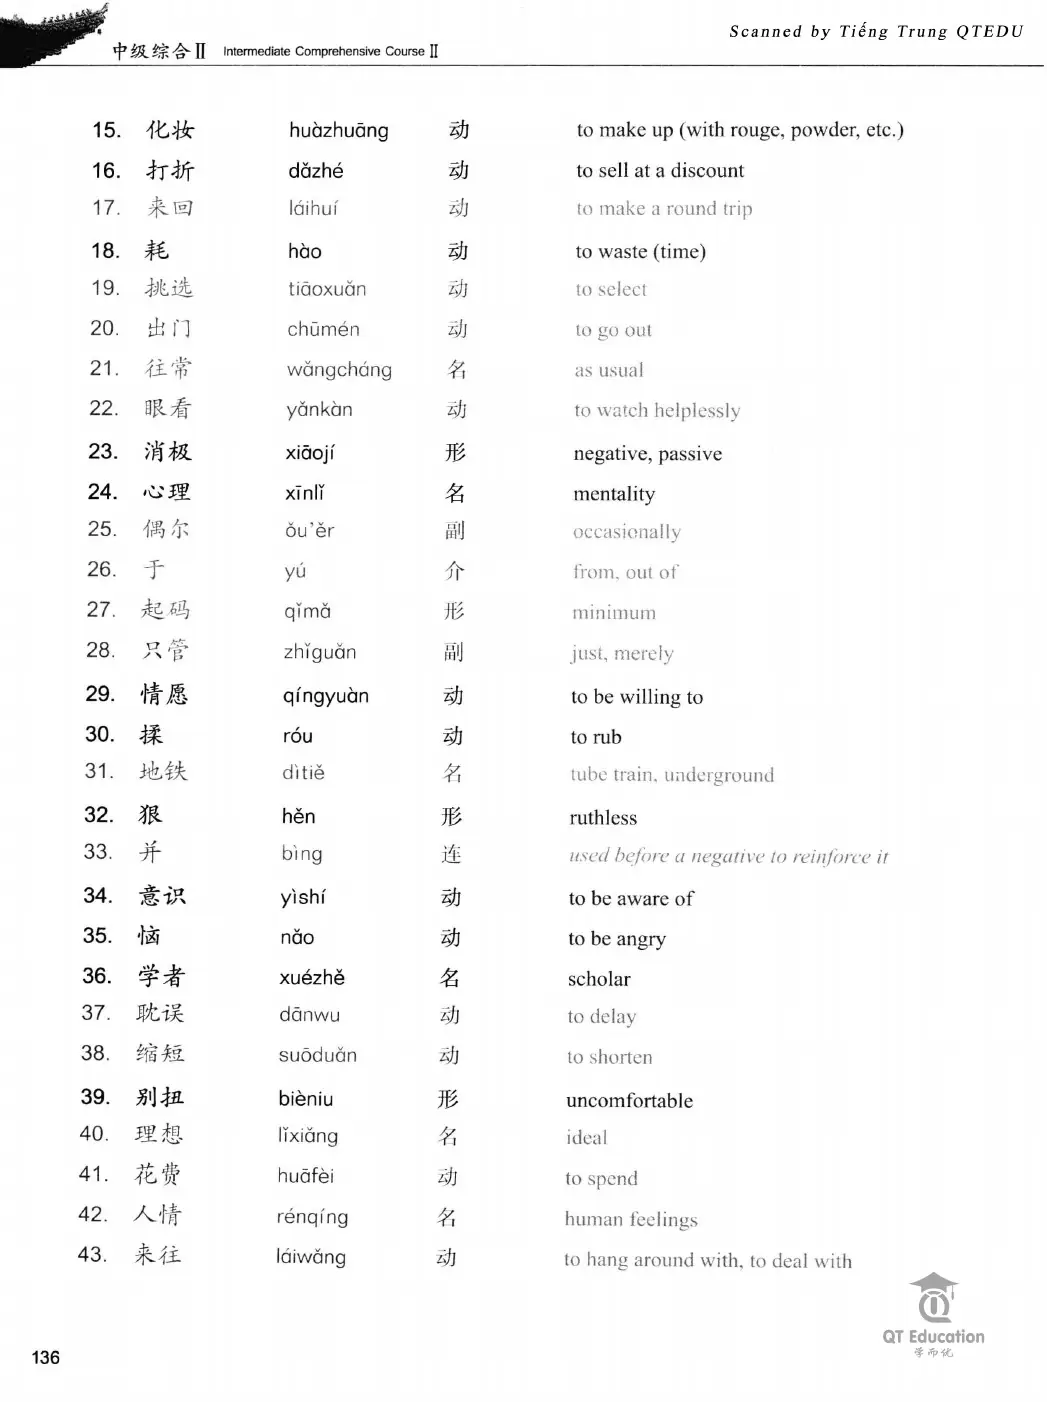 Scanned by Tiếng Trung QTEDU
中级综合II Intermediate Comprehensive Course II
15. 化妆 huàzhuāng 动 to make up (with rouge, powder, etc.)
16. 打折 dǎzhé 动 to sell at a discount
17. 来回 láihuí 动 to make a round trip
18. 耗 hào 动 to waste (time)
19. 挑选 tiāoxuǎn 动 to select
20. 出门 chūmén 动 to go out
21. 往常 wǎngcháng 名 as usual
22. 眼看 yǎnkàn 动 to watch helplessly
23. 消极 xiāojí 形 negative, passive
24. 心理 xīnlǐ 名 mentality
25. 偶尔 ǒu'ěr 副 occasionally
26. 于 yú 介 from, out of
27. 起码 qǐmǎ 形 minimum
28. 只管 zhǐguǎn 副 just, merely
29. 情愿 qíngyuàn 动 to be willing to
30. 揉 róu 动 to rub
31. 地铁 dìtiě 名 tube train, underground
32. 狠 hěn 形 ruthless
33. 并 bìng 连 used before a negative to reinforce it
34. 意识 yìshí 动 to be aware of
35. 恼 nǎo 动 to be angry
36. 学者 xuézhě 名 scholar
37. 耽误 dānwu 动 to delay
38. 缩短 suōduǎn 动 to shorten
39. 别扭 bièniu 形 uncomfortable
40. 理想 lǐxiǎng 名 ideal
41. 花费 huāfèi 动 to spend
42. 人情 rénqíng 名 human feelings
43. 来往 láiwǎng 动 to hang around with, to deal with
QT Education
学而优
136